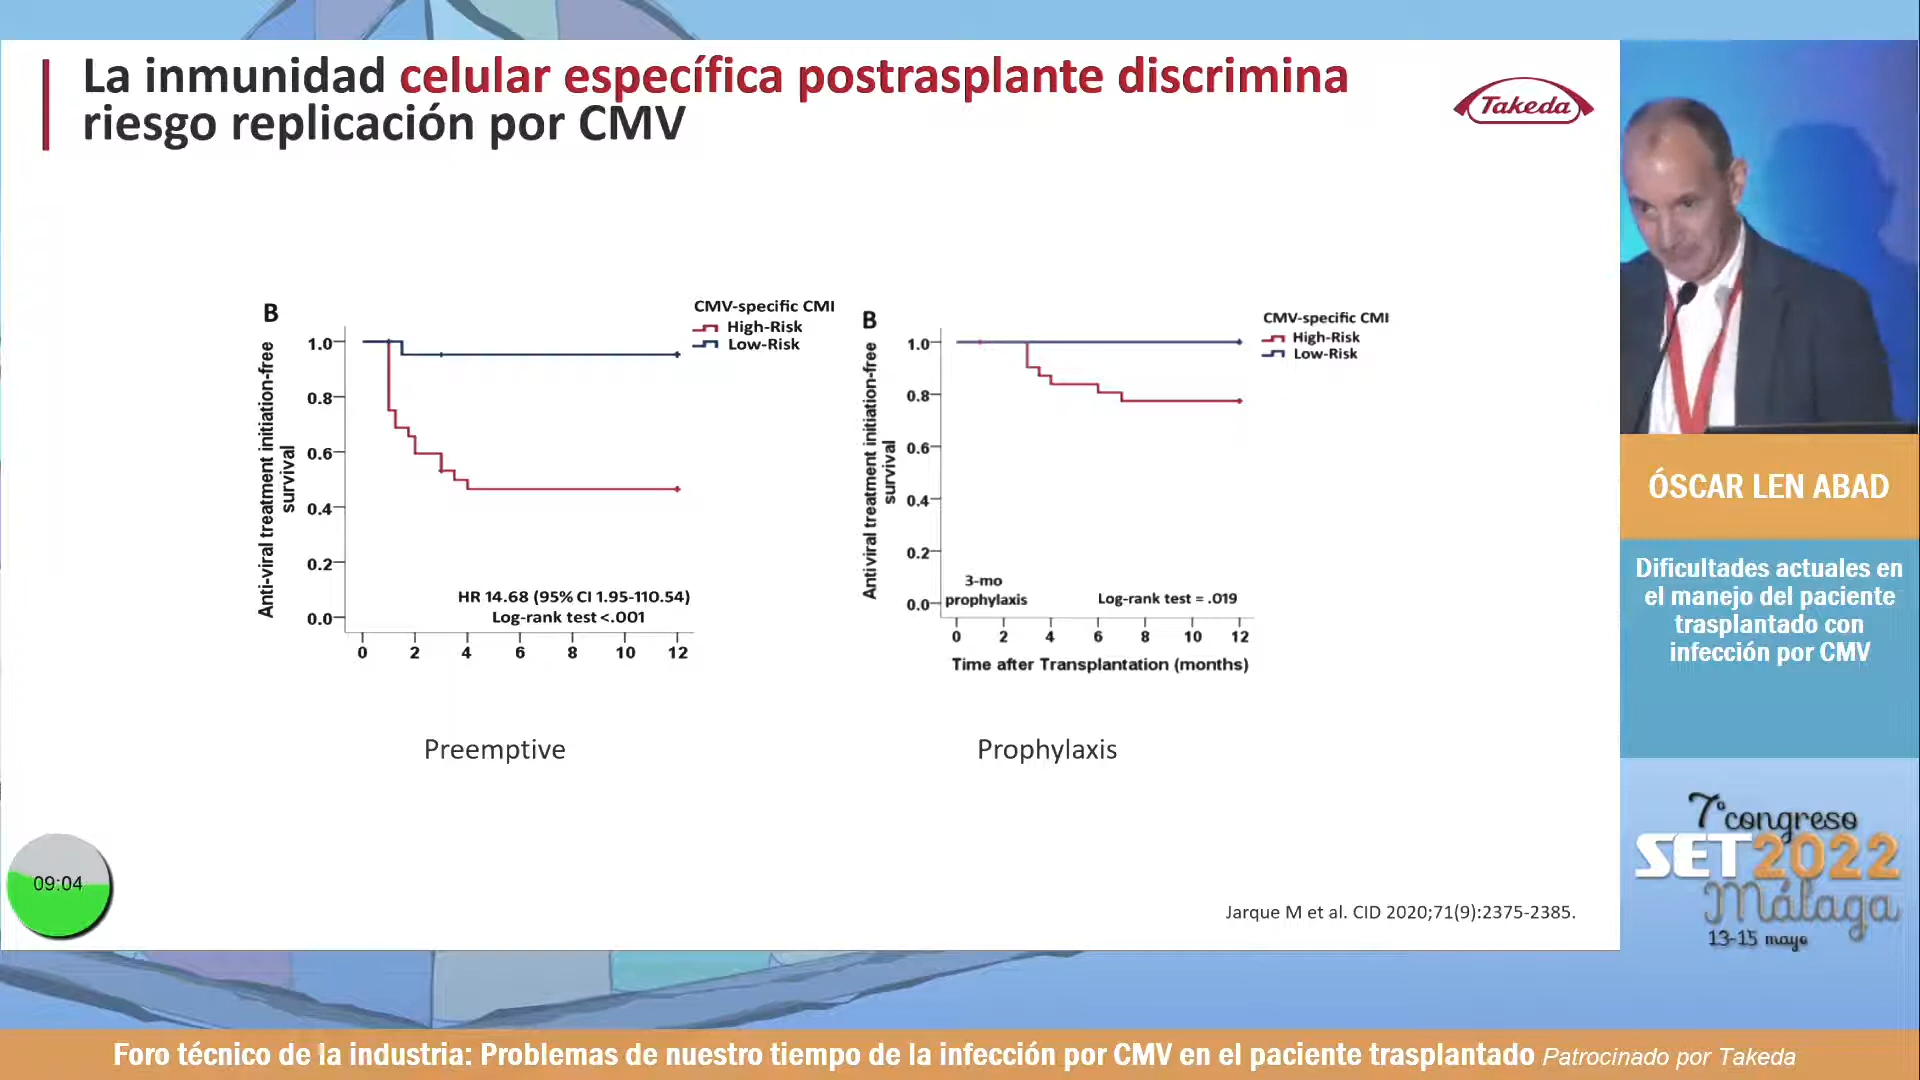 La inmunidad celular específica postrasplante discrimina
riesgo replicación por CMV
Takeda
B
CMV-specific CMI
High-Risk
Low-Risk
Anti-viral treatment initiation-free
survival
1.0
0.8
0.6
0.4
0.2
0.0
HR 14.68 (95% CI 1.95-110.54)
Log-rank test <.001
0 2 4 6 8 10 12
Preemptive
B
CMV-specific CMI
High-Risk
Low-Risk
Antiviral treatment initiation-free
survival
1.0
0.8
0.6
0.4
0.2
0.0
3-mo
prophylaxis
Log-rank test = .019
0 2 4 6 8 10 12
Time after Transplantation (months)
Prophylaxis
09:04
Jarque M et al. CID 2020;71(9):2375-2385.
ÓSCAR LEN ABAD
Dificultades actuales en
el manejo del paciente
trasplantado con
infección por CMV
7º congreso
SET2022
Málaga
13-15 mayo
Foro técnico de la industria: Problemas de nuestro tiempo de la infección por CMV en el paciente trasplantado Patrocinado por Takeda